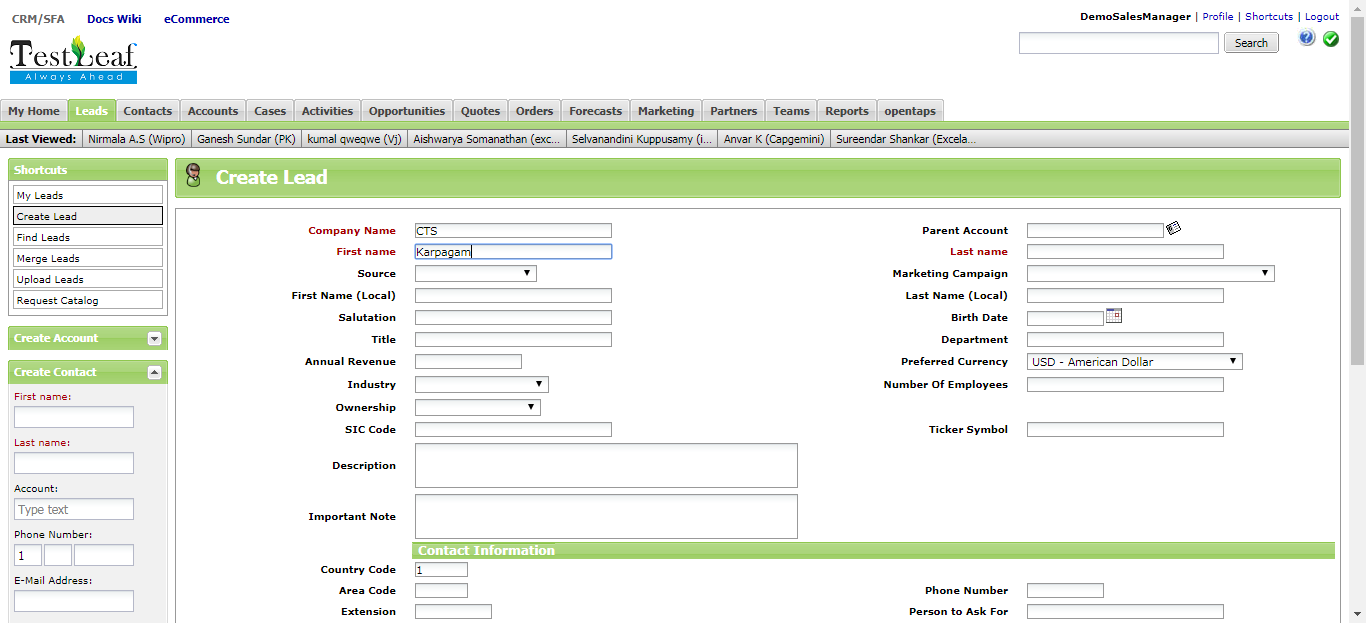 CRM/SFA Docs Wiki eCommerce
DemoSalesManager | Profile | Shortcuts | Logout
TestLeaf
Always Ahead
Search
My Home Leads Contacts Accounts Cases Activities Opportunities Quotes Orders Forecasts Marketing Partners Teams Reports opentaps
Last Viewed: Nirmala A.S (Wipro) Ganesh Sundar (PK) kumal qweqwe (Vj) Aishwarya Somanathan (exc... Selvanandini Kuppusamy (i... Anvar K (Capgemini) Sureendar Shankar (Excela...
Shortcuts
My Leads
Create Lead
Find Leads
Merge Leads
Upload Leads
Request Catalog
Create Account
Create Contact
First name:
Last name:
Account:
Type text
Phone Number:
1
E-Mail Address:
Create Lead
Company Name CTS Parent Account
First name Karpagam Last name
Source Marketing Campaign
First Name (Local) Last Name (Local)
Salutation Birth Date
Title Department
Annual Revenue Preferred Currency USD - American Dollar
Industry Number Of Employees
Ownership
SIC Code Ticker Symbol
Description
Important Note
Contact Information
Country Code 1
Area Code Phone Number
Extension Person to Ask For